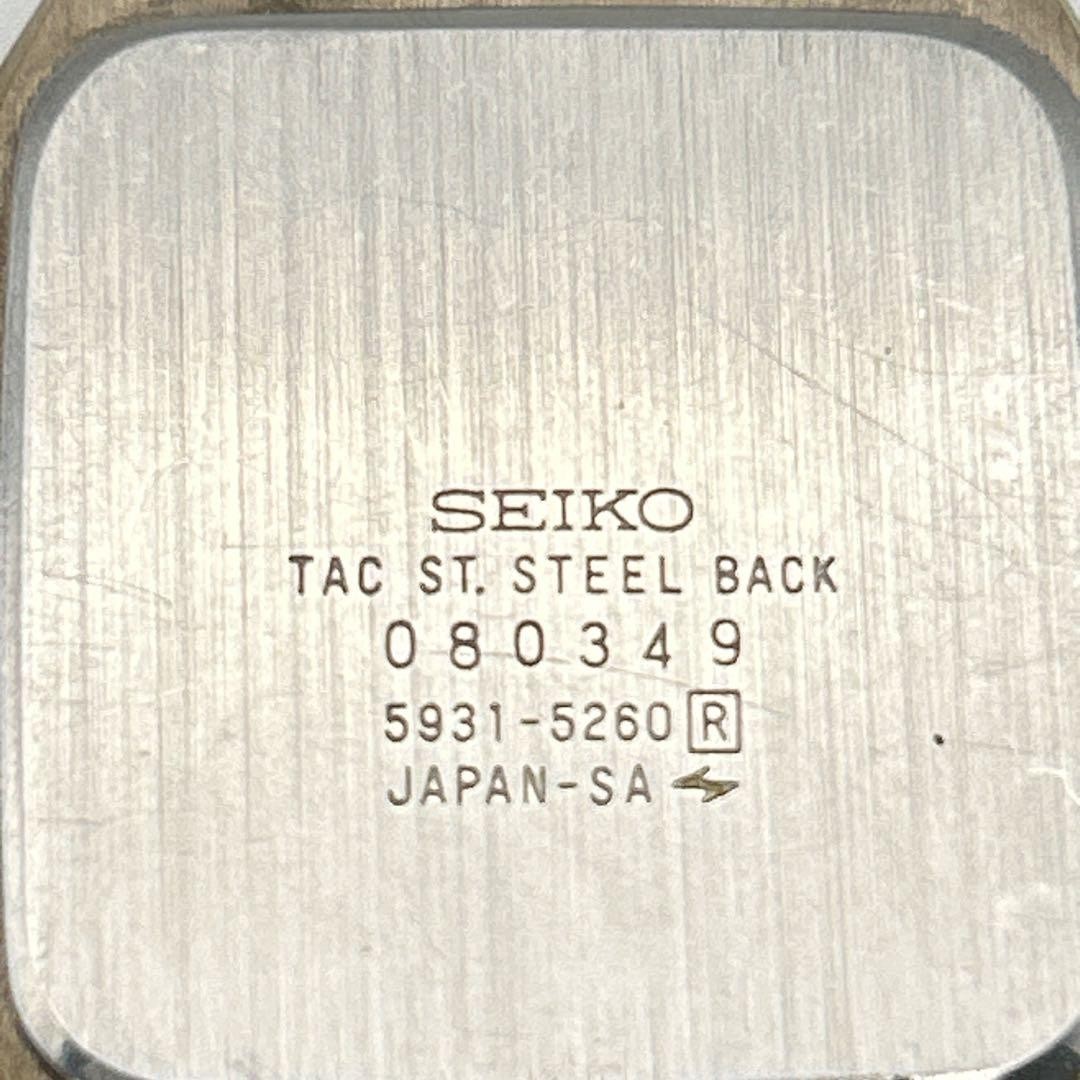 SEIKO
TAC ST. STEEL BACK
080349
5931-5260 R
JAPAN-SA